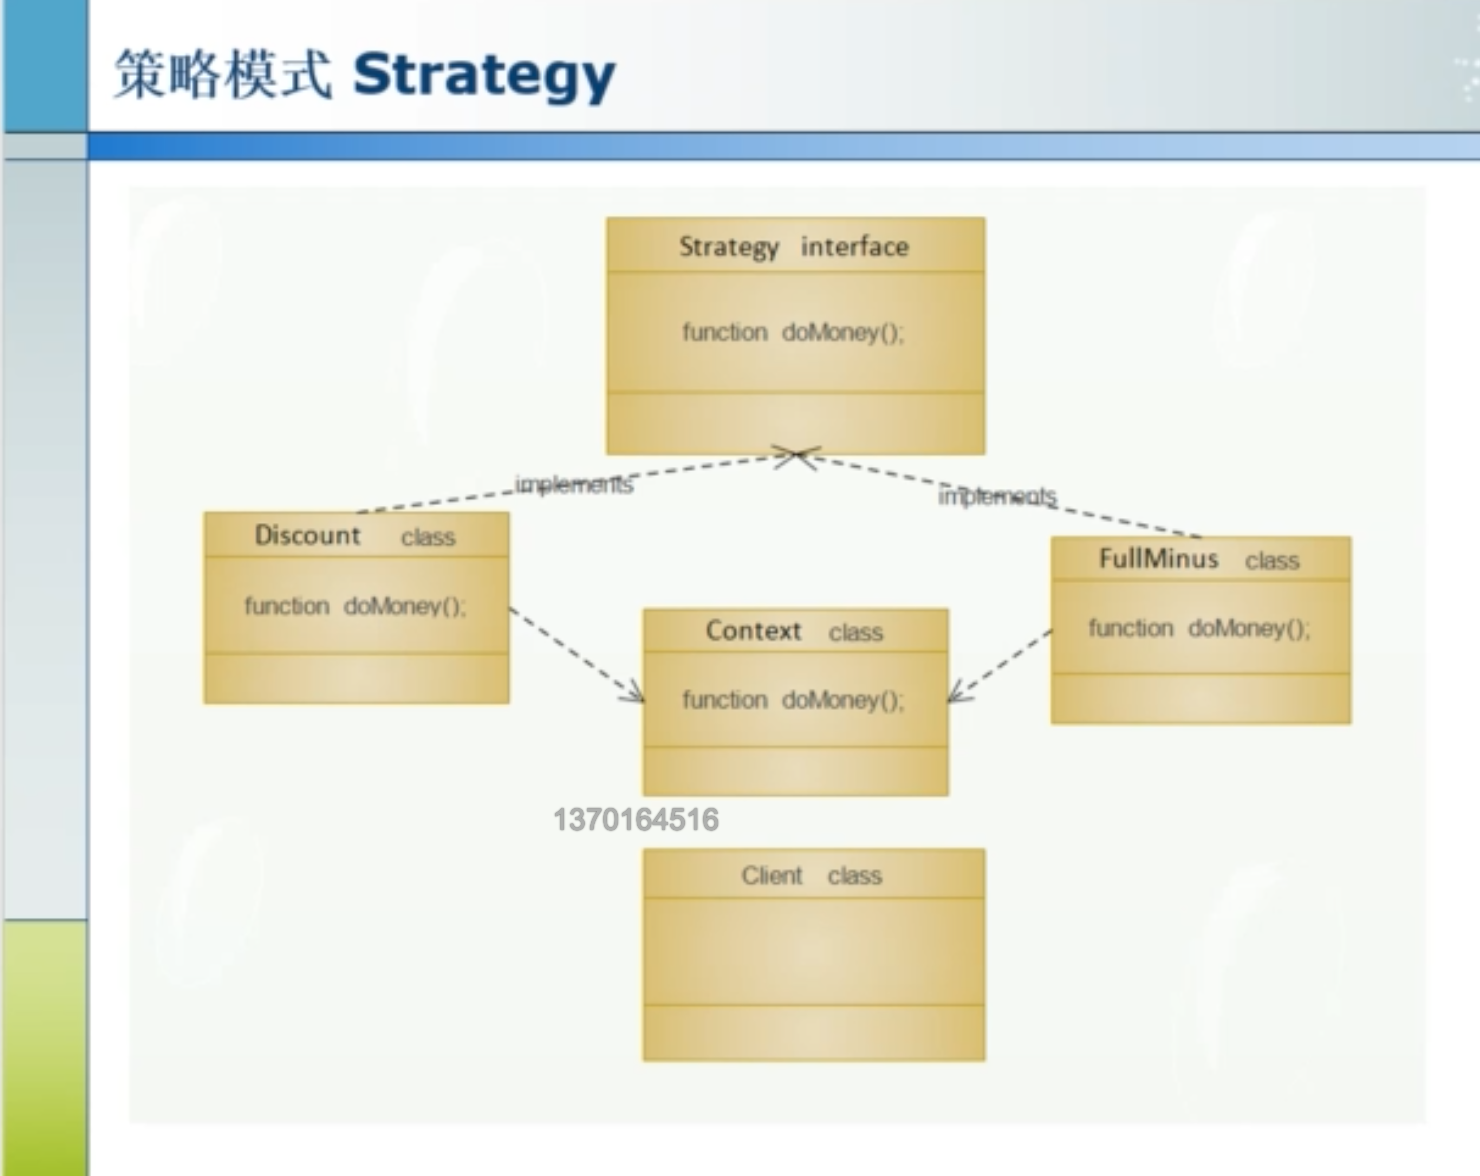 策略模式 Strategy
Strategy interface
function doMoney();
implements
implements
Discount class
function doMoney();
FullMinus class
function doMoney();
Context class
function doMoney();
1370164516
Client class